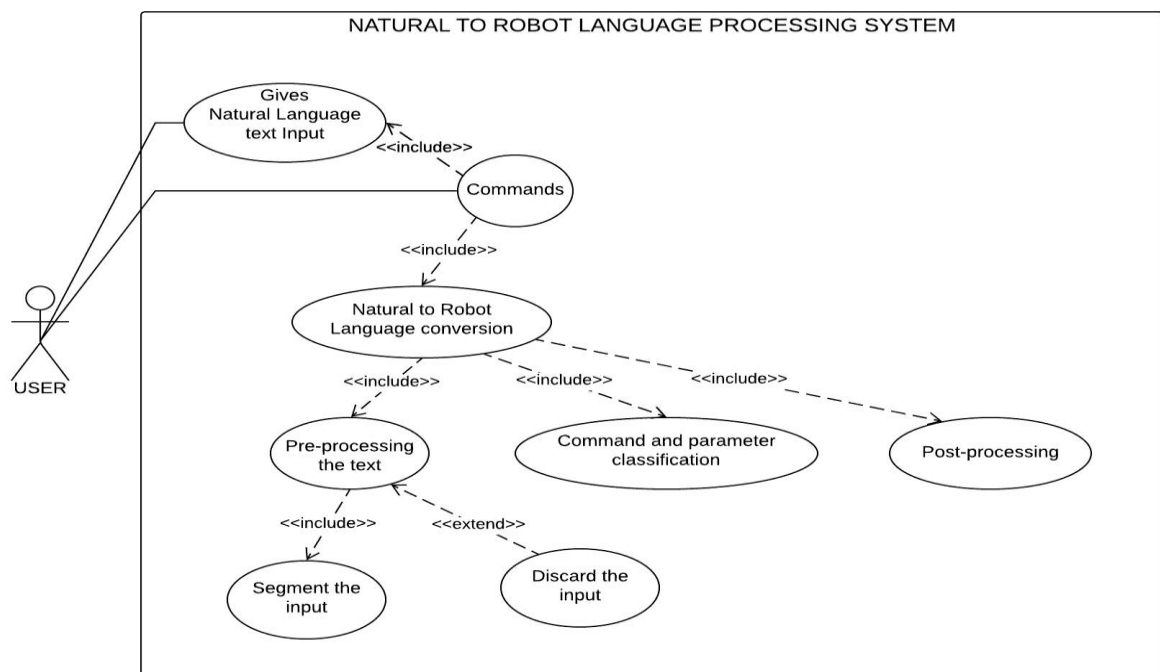 NATURAL TO ROBOT LANGUAGE PROCESSING SYSTEM
Gives
Natural Language
text Input
<<include>>
Commands
<<include>>
Natural to Robot
Language conversion
USER
<<include>>
<<include>>
<<include>>
Pre-processing
the text
Command and parameter
classification
Post-processing
<<include>>
<<extend>>
Segment the
input
Discard the
input